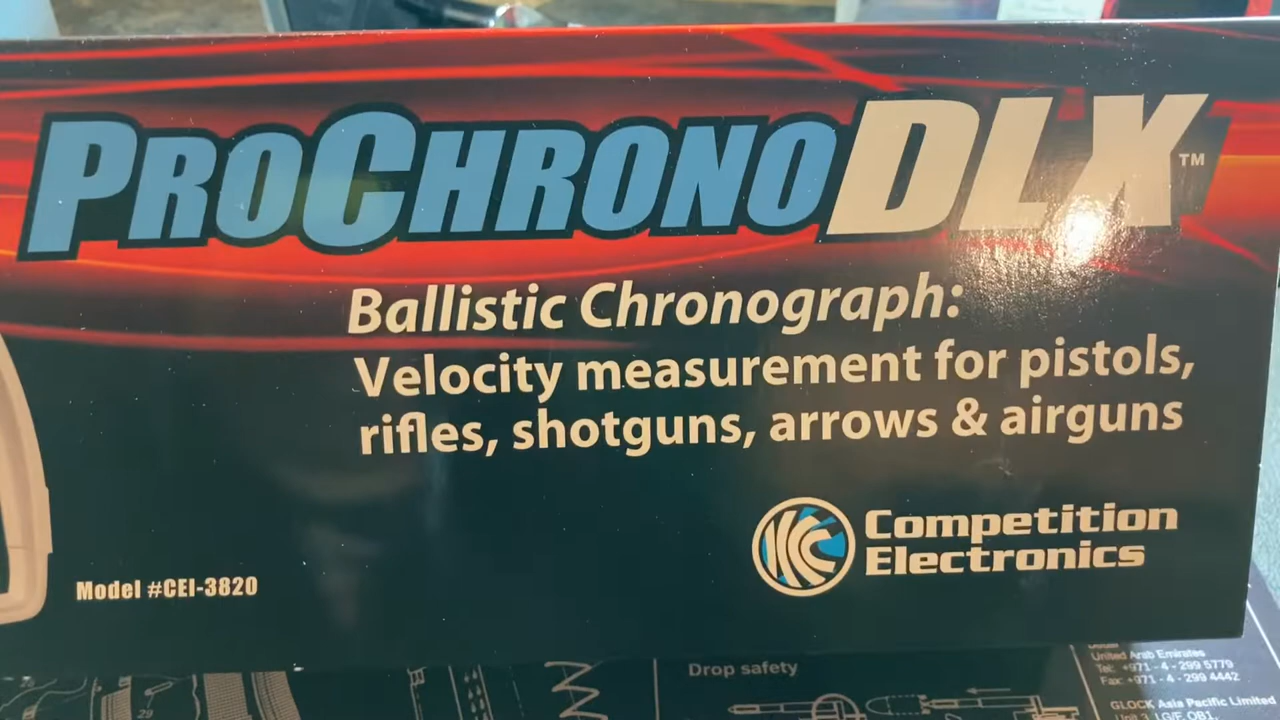 PROCHRONODLX™
Ballistic Chronograph:
Velocity measurement for pistols,
rifles, shotguns, arrows & airguns
Competition
Electronics
Model #CEI-3820
Drop safety
29
United Arab Emirates
Tel: +971 - 4 - 299 5779
Fax: +971 - 4 - 299 4442
GLOCK Asia Pacific Limited